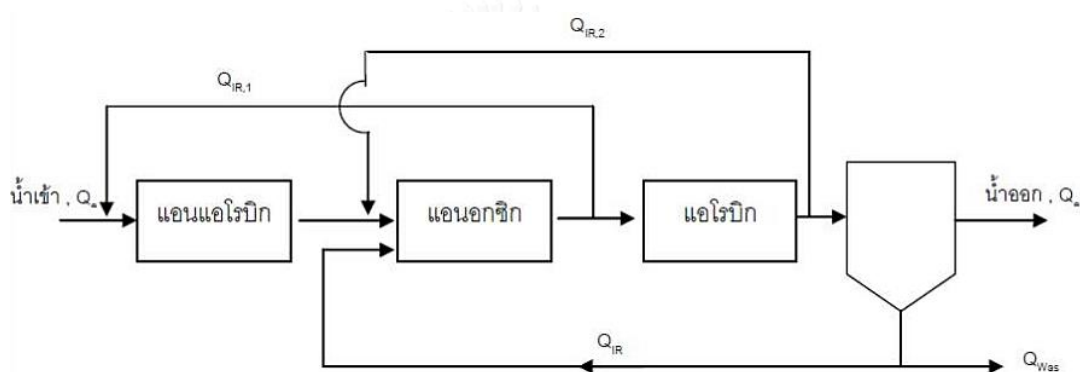 Q_IR,2
Q_IR,1
น้ำเข้า , Q_a
แอนแอโรบิก
แอนอกซิก
แอโรบิก
น้ำออก , Q_a
Q_IR
Q_Was